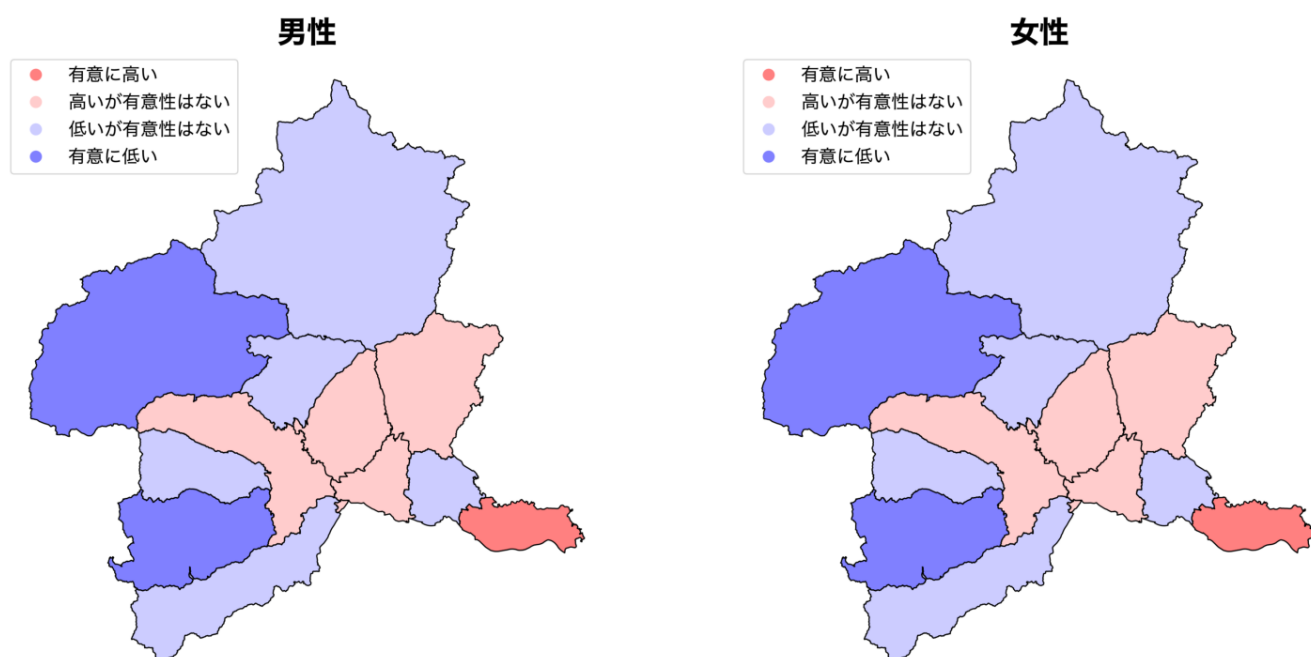 男性
有意に高い
高いが有意性はない
低いが有意性はない
有意に低い
女性
有意に高い
高いが有意性はない
低いが有意性はない
有意に低い